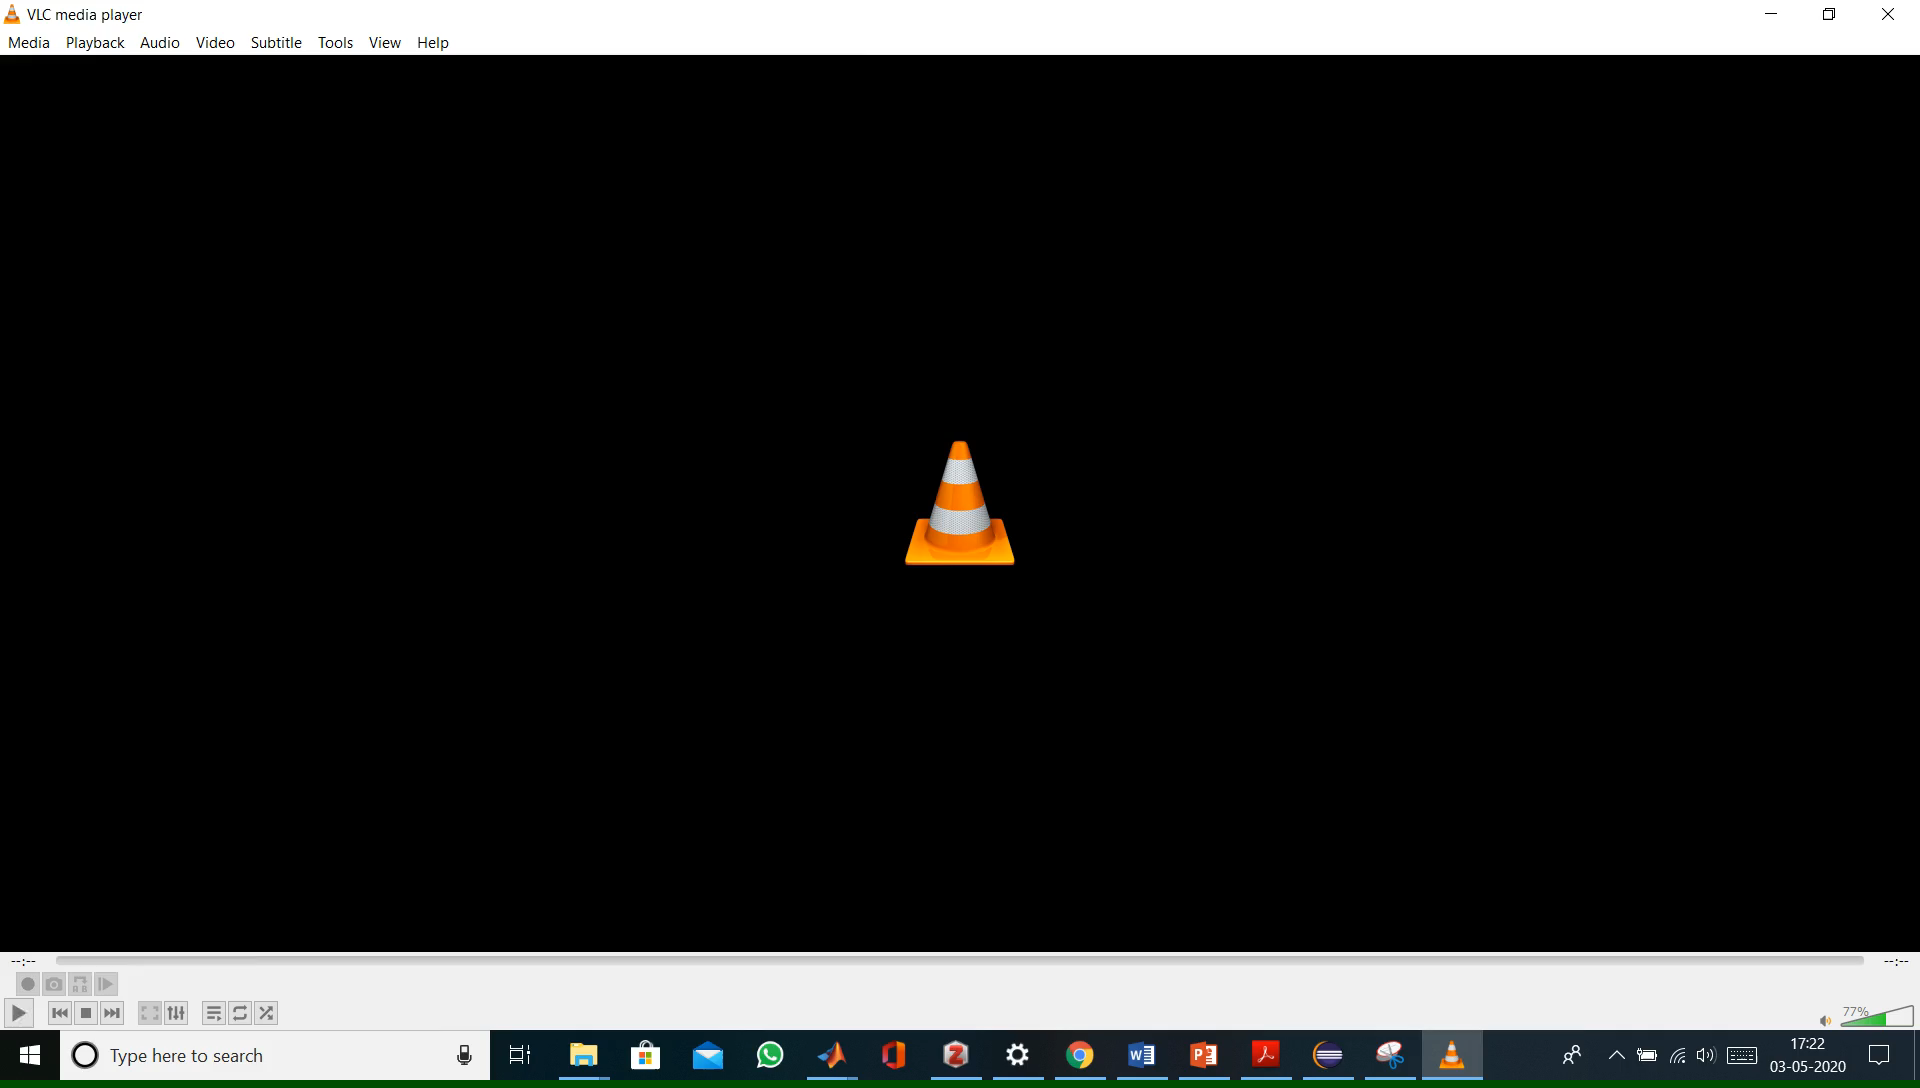 VLC media player
Media Playback Audio Video Subtitle Tools View Help
--:-- --:--
77%
Type here to search
17:22
03-05-2020